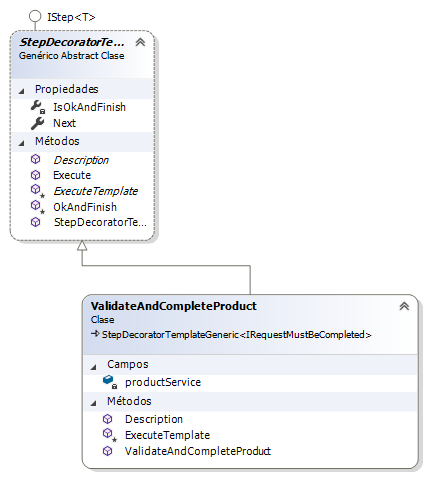 IStep<T>
StepDecoratorTe...
Genérico Abstract Clase
Propiedades
IsOkAndFinish
Next
Métodos
Description
Execute
ExecuteTemplate
OkAndFinish
StepDecoratorTe...
ValidateAndCompleteProduct
Clase
StepDecoratorTemplateGeneric<IRequestMustBeCompleted>
Campos
productService
Métodos
Description
ExecuteTemplate
ValidateAndCompleteProduct